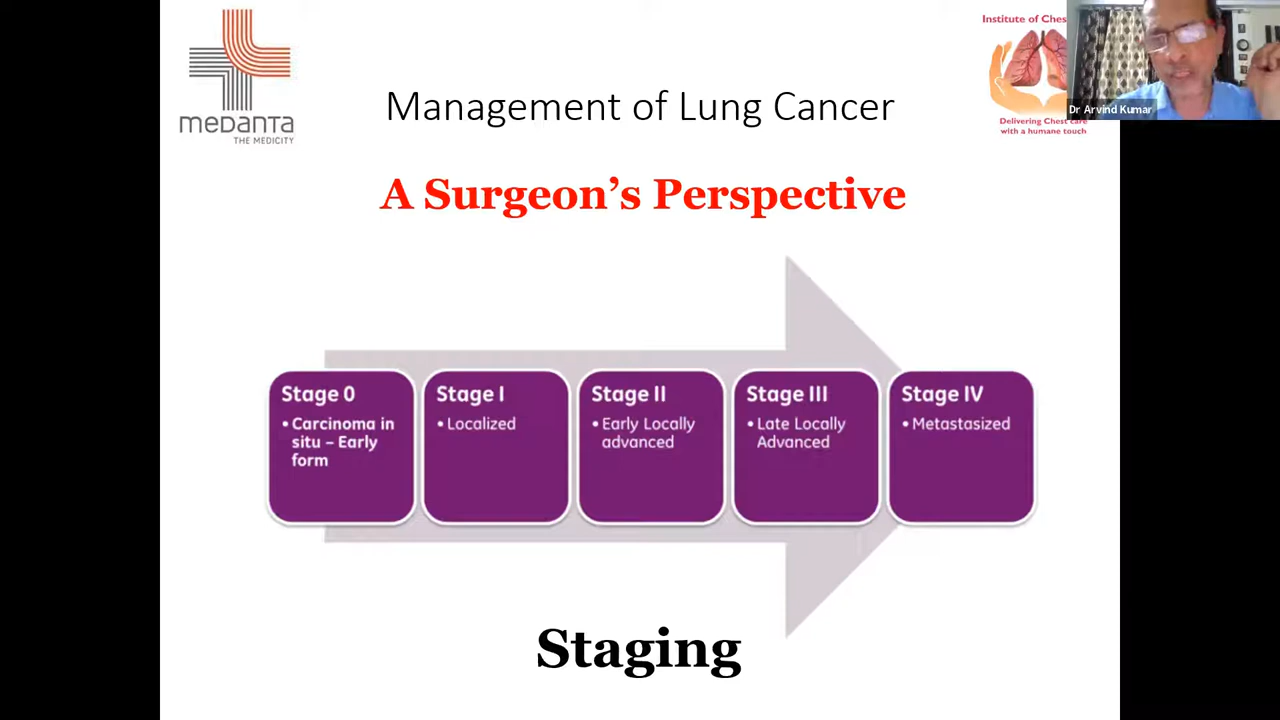 medanta
THE MEDICITY
Institute of Ches
Dr Arvind Kumar
Delivering Chest care
with a humane touch
Management of Lung Cancer
A Surgeon’s Perspective
Stage 0
• Carcinoma in
situ – Early
form
Stage I
• Localized
Stage II
• Early Locally
advanced
Stage III
• Late Locally
Advanced
Stage IV
• Metastasized
Staging